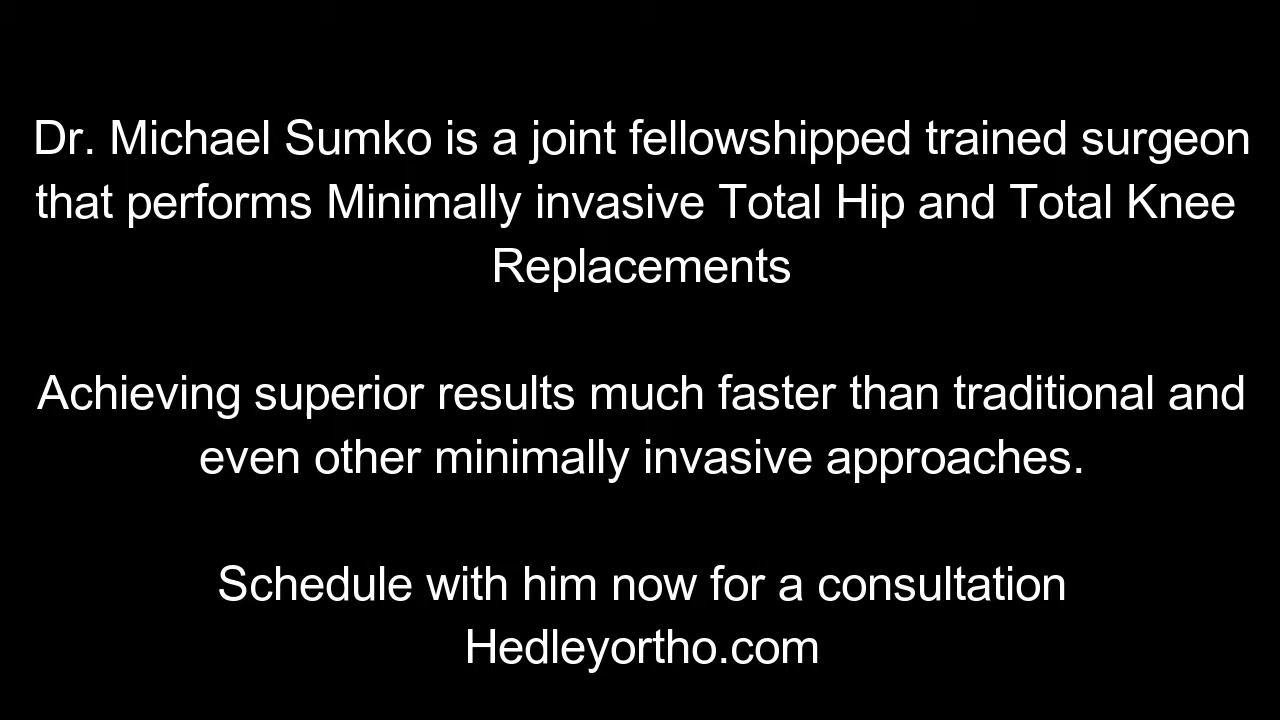 Dr. Michael Sumko is a joint fellowshipped trained surgeon
that performs Minimally invasive Total Hip and Total Knee
Replacements
Achieving superior results much faster than traditional and
even other minimally invasive approaches.
Schedule with him now for a consultation
Hedleyortho.com